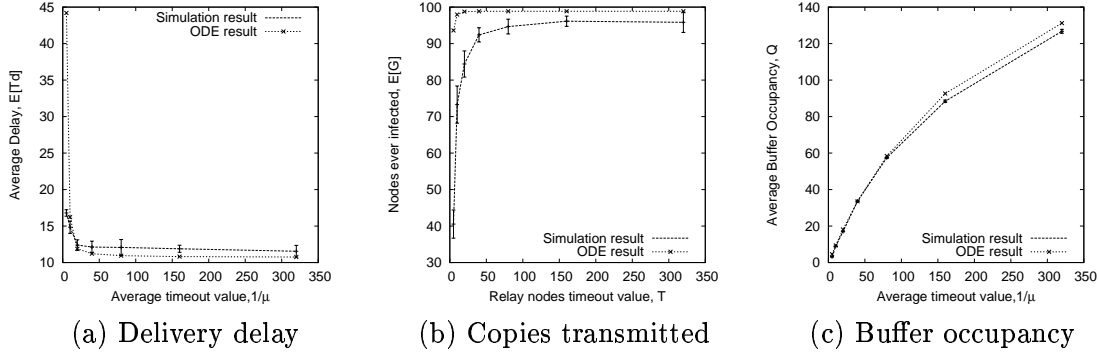 45
40
35
30
25
20
15
10
0 50 100 150 200 250 300 350
Average Delay, E[Td]
Average timeout value,1/μ
Simulation result
ODE result
(a) Delivery delay
100
90
80
70
60
50
40
30
0 50 100 150 200 250 300 350
Nodes ever infected, E[G]
Relay nodes timeout value, T
Simulation result
ODE result
(b) Copies transmitted
140
120
100
80
60
40
20
0
0 50 100 150 200 250 300 350
Average Buffer Occupancy, Q
Average timeout value,1/μ
Simulation result
ODE result
(c) Buffer occupancy